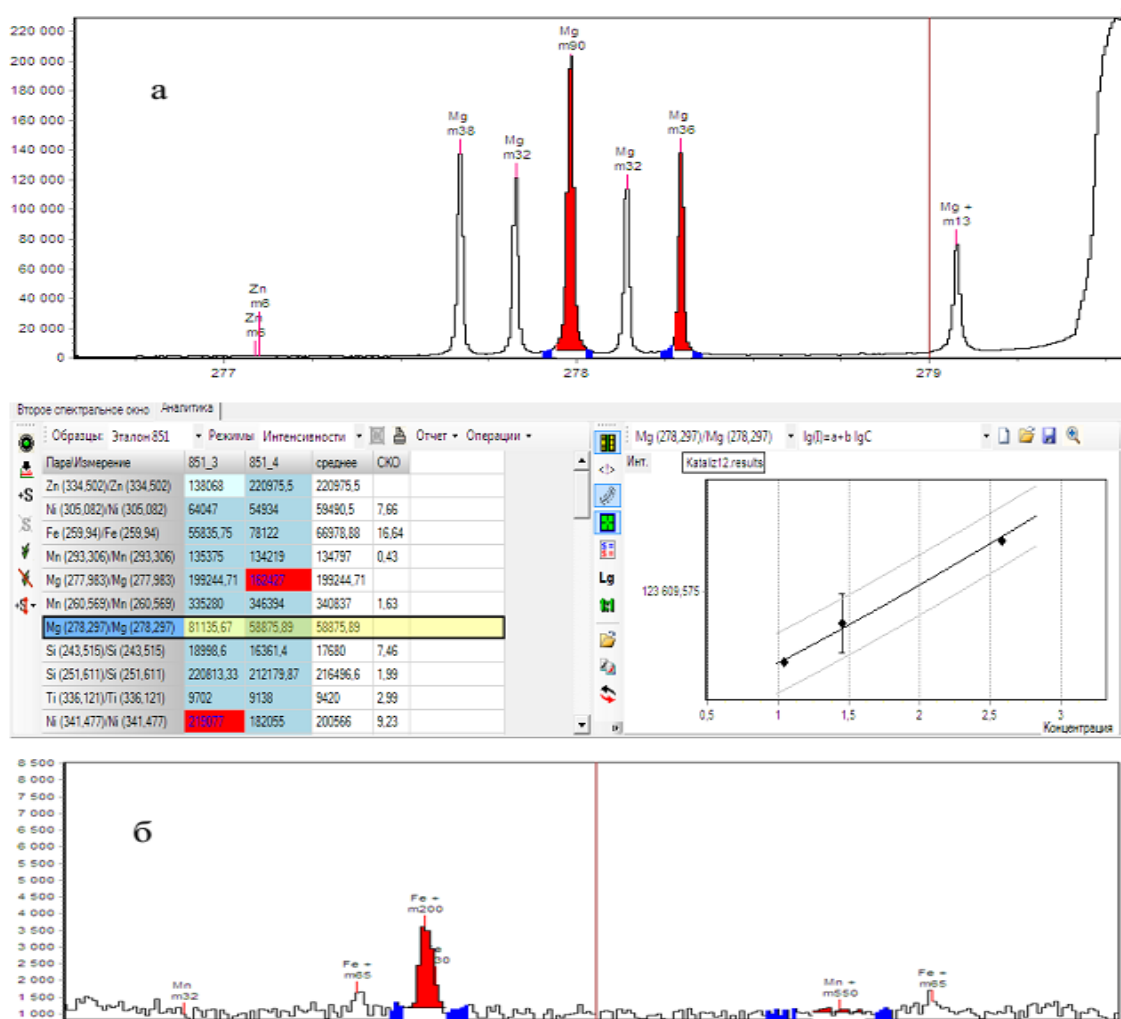 220 000
200 000
180 000
160 000
140 000
120 000
100 000
80 000
60 000
40 000
20 000
0
а
Zn
m6
Zn
m6
Mg
m38
Mg
m32
Mg
m90
Mg
m32
Mg
m36
Mg +
m13
277 278 279
Второе спектральное окно Аналитика
Образцы: Эталон 851 Режимы Интенсивности Отчет Операции
Пара\Измерение 851_3 851_4 среднее СКО
Zn (334,502)/Zn (334,502) 138068 220975,5 220975,5
Ni (305,082)/Ni (305,082) 64047 54934 59490,5 7,66
Fe (259,94)/Fe (259,94) 55835,75 78122 66978,88 16,64
Mn (293,306)/Mn (293,306) 135375 134219 134797 0,43
Mg (277,983)/Mg (277,983) 199244,71 162427 199244,71
Mn (260,569)/Mn (260,569) 335280 346394 340837 1,63
Mg (278,297)/Mg (278,297) 81135,67 58875,89 58875,89
Si (243,515)/Si (243,515) 18998,6 16361,4 17680 7,46
Si (251,611)/Si (251,611) 220813,33 212179,87 216496,6 1,99
Ti (336,121)/Ti (336,121) 9702 9138 9420 2,99
Ni (341,477)/Ni (341,477) 219077 182055 200566 9,23
+S
S
+S
<!>
Lg
1:1
Mg (278,297)/Mg (278,297) lg(I)=a+b lgC
Инт. Kataliz12.results
123 609,575
0,5 1 1,5 2 2,5 3
Концентрация
8 500
8 000
7 500
7 000
6 500
6 000
5 500
5 000
4 500
4 000
3 500
3 000
2 500
2 000
1 500
1 000
б
Mn
m32
Fe +
m65
Fe +
m200
Mn +
m550
Fe +
m65